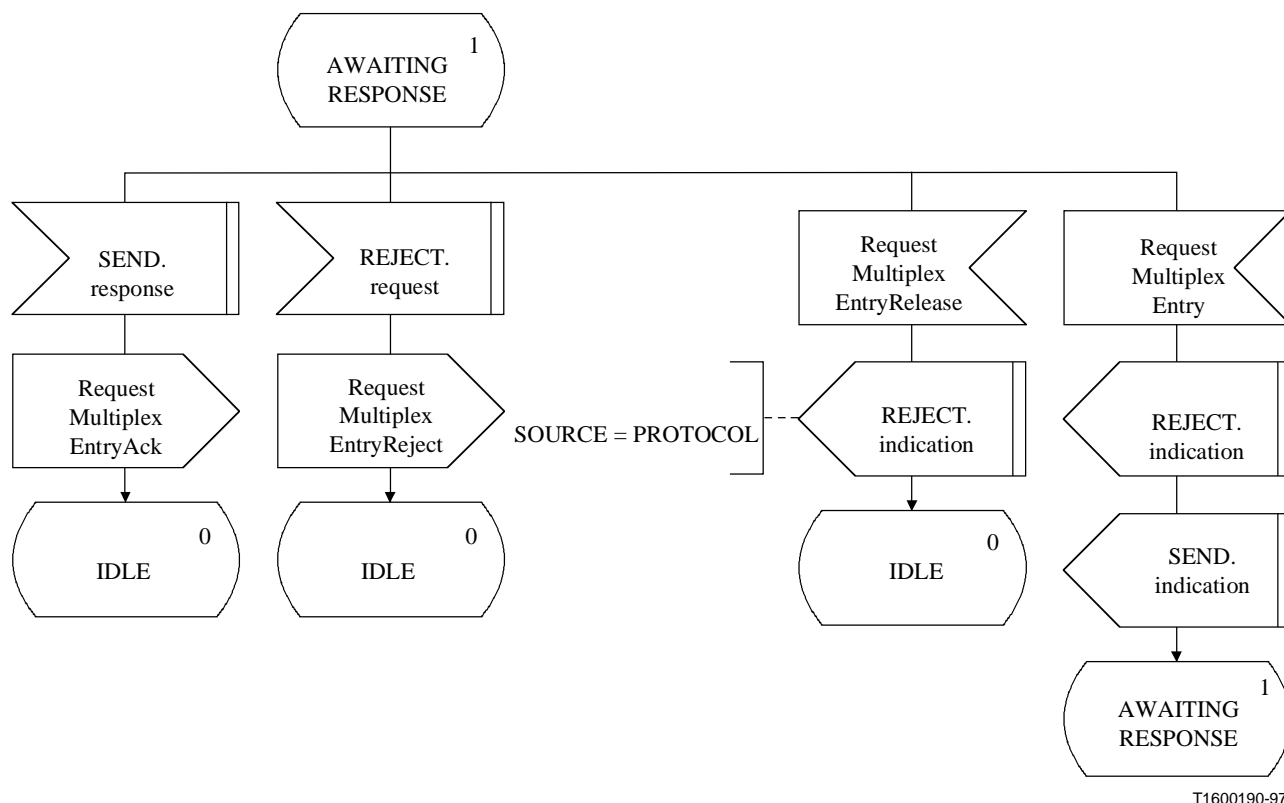 1
AWAITING
RESPONSE
SEND.
response
REJECT.
request
Request
Multiplex
EntryRelease
Request
Multiplex
Entry
Request
Multiplex
EntryAck
Request
Multiplex
EntryReject
SOURCE = PROTOCOL
REJECT.
indication
REJECT.
indication
0
IDLE
0
IDLE
0
IDLE
SEND.
indication
1
AWAITING
RESPONSE
T1600190-97